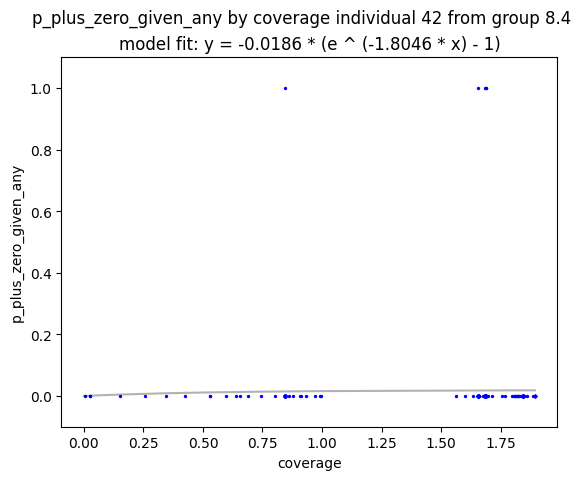 p_plus_zero_given_any by coverage individual 42 from group 8.4
model fit: y = -0.0186 * (e ^ (-1.8046 * x) - 1)
1.0
0.8
0.6
0.4
0.2
0.0
p_plus_zero_given_any
0.00 0.25 0.50 0.75 1.00 1.25 1.50 1.75
coverage